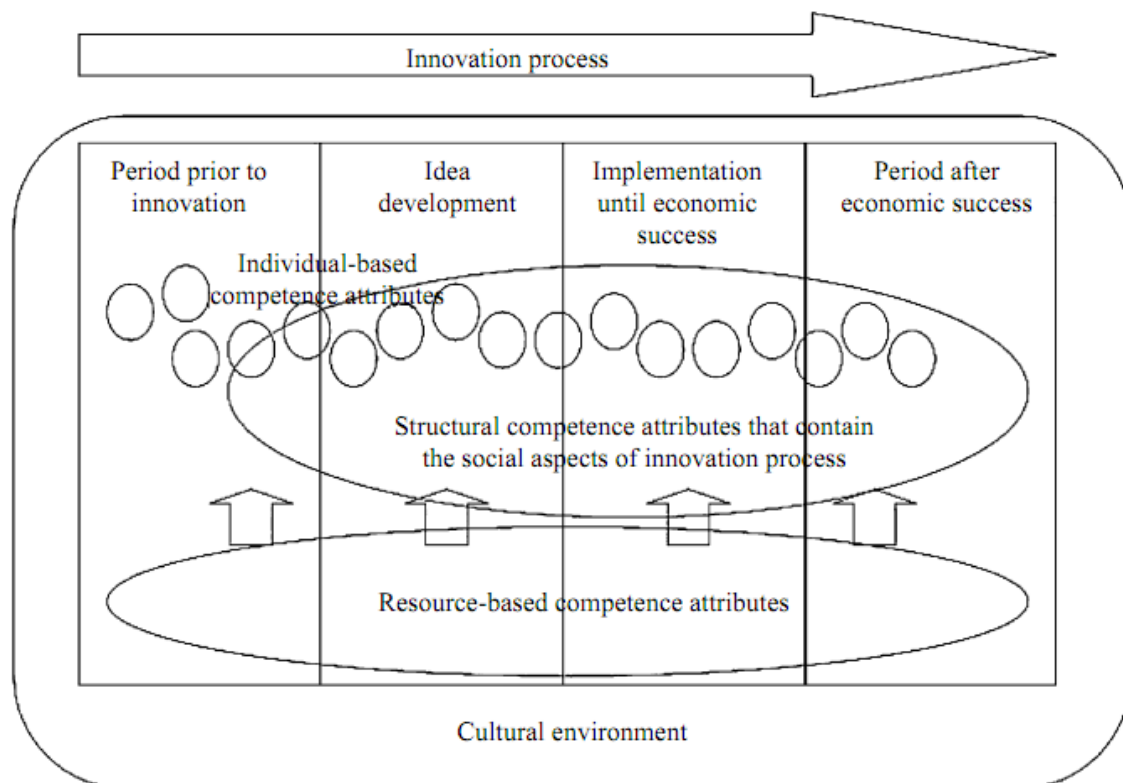 Innovation process
Period prior to
innovation
Idea
development
Implementation
until economic
success
Period after
economic success
Individual-based
competence attributes
Structural competence attributes that contain
the social aspects of innovation process
Resource-based competence attributes
Cultural environment